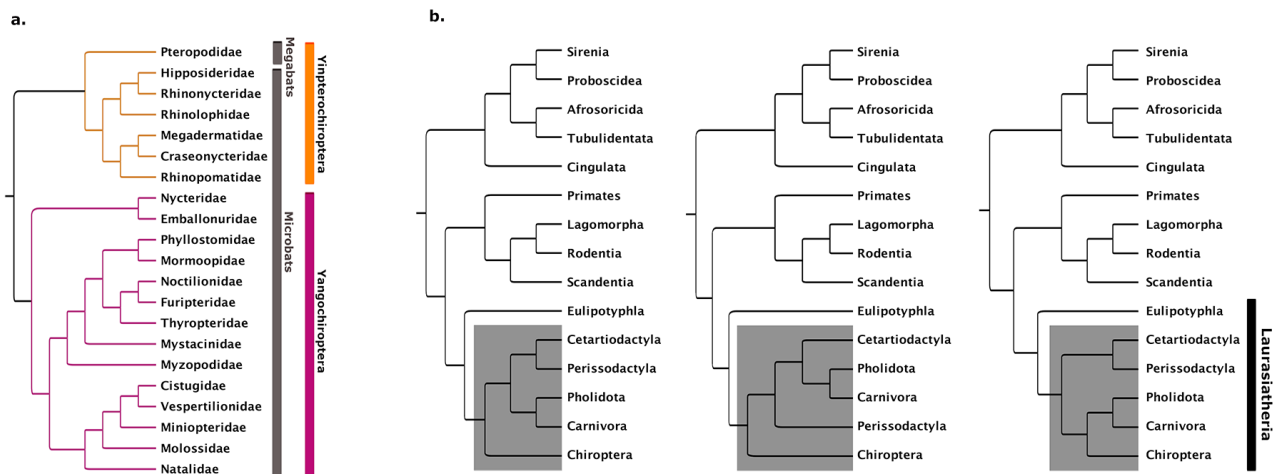 a.
Pteropodidae
Hipposideridae
Rhinonycteridae
Rhinolophidae
Megadermatidae
Craseonycteridae
Rhinopomatidae
Nycteridae
Emballonuridae
Phyllostomidae
Mormoopidae
Noctilionidae
Furipteridae
Thyropteridae
Mystacinidae
Myzopodidae
Cistugidae
Vespertilionidae
Miniopteridae
Molossidae
Natalidae
Megabats
Microbats
Yinpterochiroptera
Yangochiroptera
b.
Sirenia
Proboscidea
Afrosoricida
Tubulidentata
Cingulata
Primates
Lagomorpha
Rodentia
Scandentia
Eulipotyphla
Cetartiodactyla
Perissodactyla
Pholidota
Carnivora
Chiroptera
Sirenia
Proboscidea
Afrosoricida
Tubulidentata
Cingulata
Primates
Lagomorpha
Rodentia
Scandentia
Eulipotyphla
Cetartiodactyla
Pholidota
Carnivora
Perissodactyla
Chiroptera
Sirenia
Proboscidea
Afrosoricida
Tubulidentata
Cingulata
Primates
Lagomorpha
Rodentia
Scandentia
Eulipotyphla
Cetartiodactyla
Perissodactyla
Pholidota
Carnivora
Chiroptera
Laurasiatheria